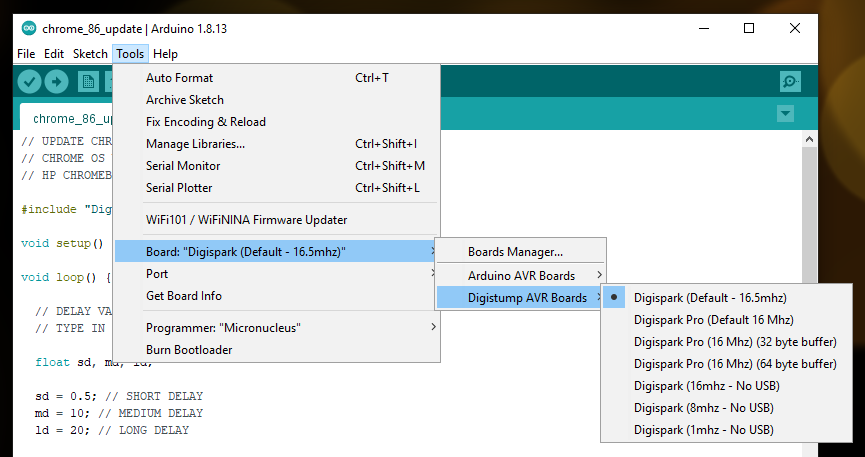 chrome_86_update | Arduino 1.8.13
File Edit Sketch Tools Help
chrome_86_up
// UPDATE CHR
// CHROME OS
// HP CHROMEB
#include "Dig
void setup()
void loop() {
// DELAY VA
// TYPE IN
float sd, md, ld;
sd = 0.5; // SHORT DELAY
md = 10; // MEDIUM DELAY
ld = 20; // LONG DELAY
Auto Format Ctrl+T
Archive Sketch
Fix Encoding & Reload
Manage Libraries... Ctrl+Shift+I
Serial Monitor Ctrl+Shift+M
Serial Plotter Ctrl+Shift+L
WiFi101 / WiFiNINA Firmware Updater
Board: "Digispark (Default - 16.5mhz)"
Port
Get Board Info
Programmer: "Micronucleus"
Burn Bootloader
Boards Manager...
Arduino AVR Boards
Digistump AVR Boards
Digispark (Default - 16.5mhz)
Digispark Pro (Default 16 Mhz)
Digispark Pro (16 Mhz) (32 byte buffer)
Digispark Pro (16 Mhz) (64 byte buffer)
Digispark (16mhz - No USB)
Digispark (8mhz - No USB)
Digispark (1mhz - No USB)